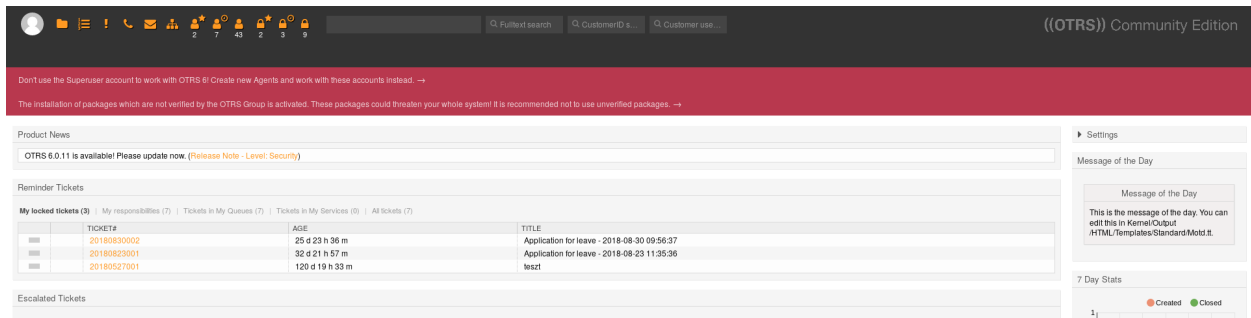 2 7 43 2 3 9
Fulltext search CustomerID s... Customer use...
((OTRS)) Community Edition
Don't use the Superuser account to work with OTRS 6! Create new Agents and work with these accounts instead. →
The installation of packages which are not verified by the OTRS Group is activated. These packages could threaten your whole system! It is recommended not to use unverified packages. →
Product News
OTRS 6.0.11 is available! Please update now. (Release Note - Level: Security)
Reminder Tickets
My locked tickets (3) | My responsibilities (7) | Tickets in My Queues (7) | Tickets in My Services (0) | All tickets (7)
TICKET# AGE TITLE
20180830002 25 d 23 h 36 m Application for leave - 2018-08-30 09:56:37
20180823001 32 d 21 h 57 m Application for leave - 2018-08-23 11:35:36
20180527001 120 d 19 h 33 m teszt
Escalated Tickets
Settings
Message of the Day
Message of the Day
This is the message of the day. You can
edit this in Kernel/Output
/HTML/Templates/Standard/Motd.tt.
7 Day Stats
Created Closed
1